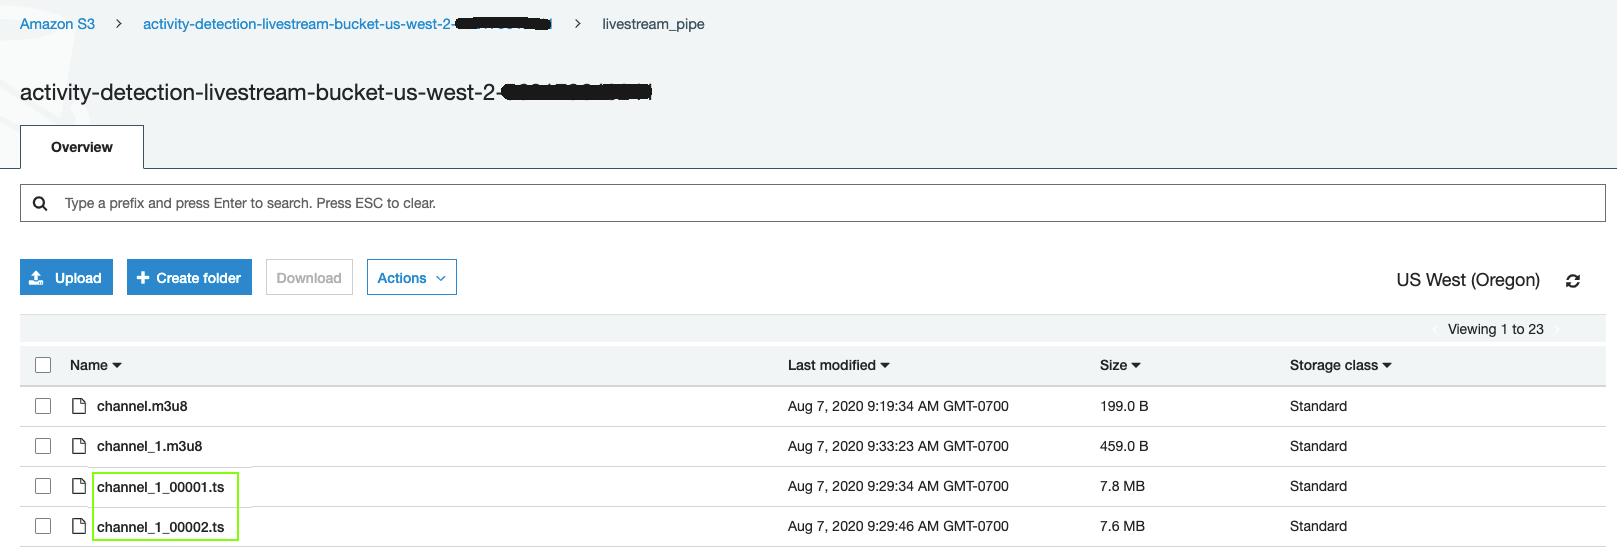 Amazon S3 > activity-detection-livestream-bucket-us-west-2- > livestream_pipe
activity-detection-livestream-bucket-us-west-2-
Overview
Type a prefix and press Enter to search. Press ESC to clear.
Upload Create folder Download Actions US West (Oregon)
Viewing 1 to 23
Name Last modified Size Storage class
channel.m3u8 Aug 7, 2020 9:19:34 AM GMT-0700 199.0 B Standard
channel_1.m3u8 Aug 7, 2020 9:33:23 AM GMT-0700 459.0 B Standard
channel_1_00001.ts Aug 7, 2020 9:29:34 AM GMT-0700 7.8 MB Standard
channel_1_00002.ts Aug 7, 2020 9:29:46 AM GMT-0700 7.6 MB Standard